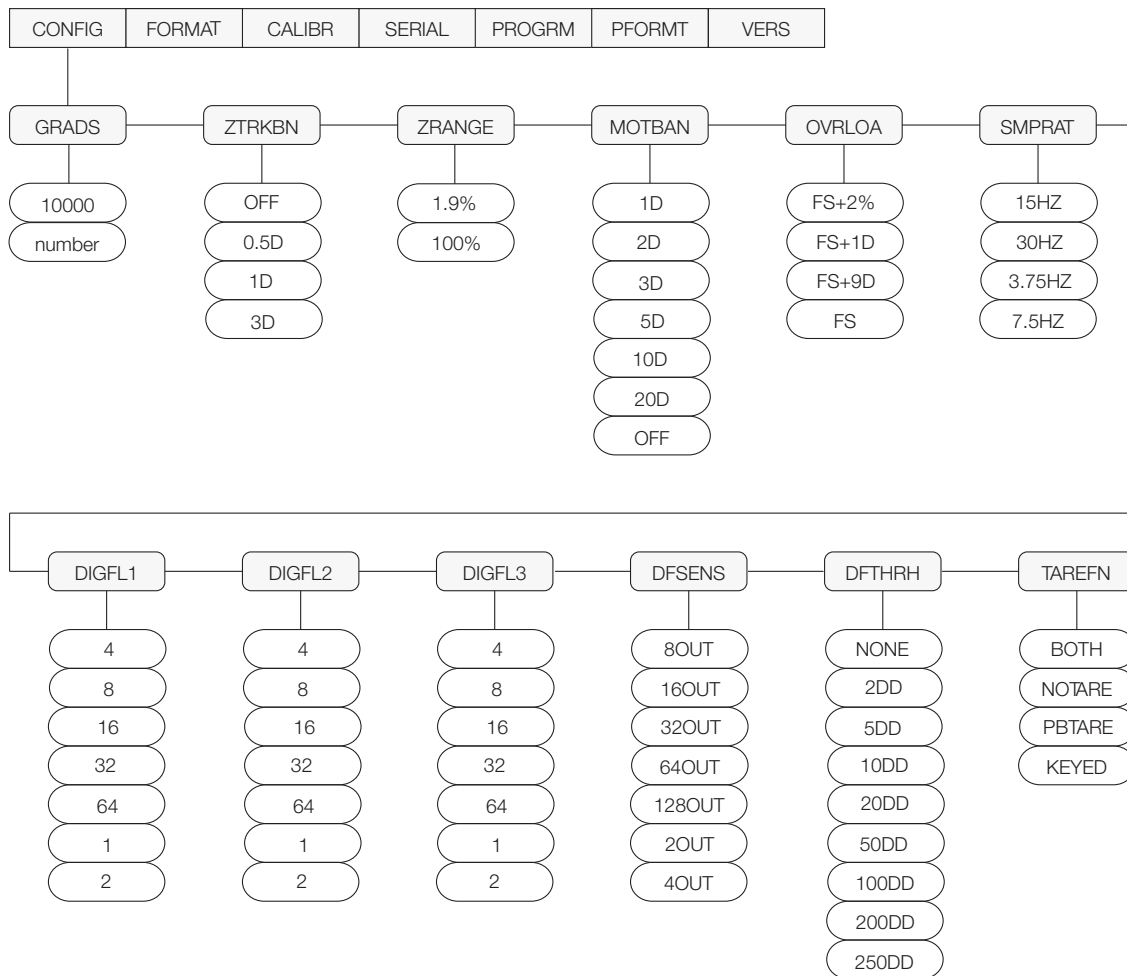 CONFIG FORMAT CALIBR SERIAL PROGRM PFORMT VERS
GRADS ZTRKBN ZRANGE MOTBAN OVRLOA SMPRAT
10000 OFF 1.9% 1D FS+2% 15HZ
number 0.5D 100% 2D FS+1D 30HZ
1D 3D FS+9D 3.75HZ
3D 5D FS 7.5HZ
10D
20D
OFF
DIGFL1 DIGFL2 DIGFL3 DFSENS DFTHRH TAREFN
4 4 4 8OUT NONE BOTH
8 8 8 16OUT 2DD NOTARE
16 16 16 32OUT 5DD PBTARE
32 32 32 64OUT 10DD KEYED
64 64 64 128OUT 20DD
1 1 1 2OUT 50DD
2 2 2 4OUT 100DD
200DD
250DD